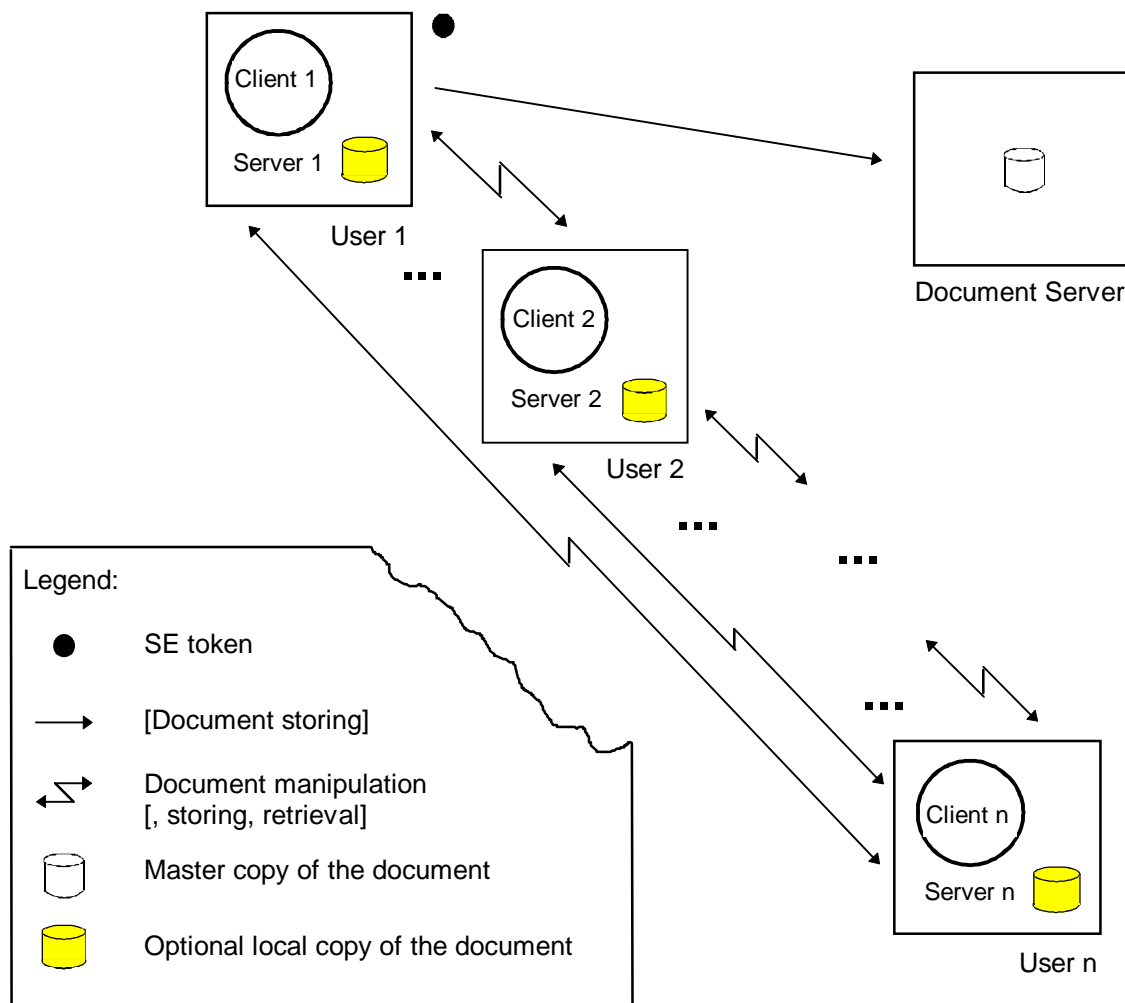 Client 1
Server 1
User 1
Document Server
...
Client 2
Server 2
User 2
...
...
...
Client n
Server n
User n
Legend:
SE token
[Document storing]
Document manipulation
[, storing, retrieval]
Master copy of the document
Optional local copy of the document